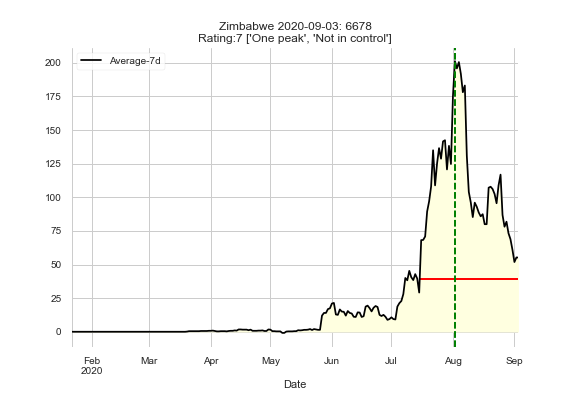 Zimbabwe 2020-09-03: 6678
Rating:7 ['One peak', 'Not in control']
Average-7d
200
175
150
125
100
75
50
25
0
Feb Mar Apr May Jun Jul Aug Sep
2020
Date